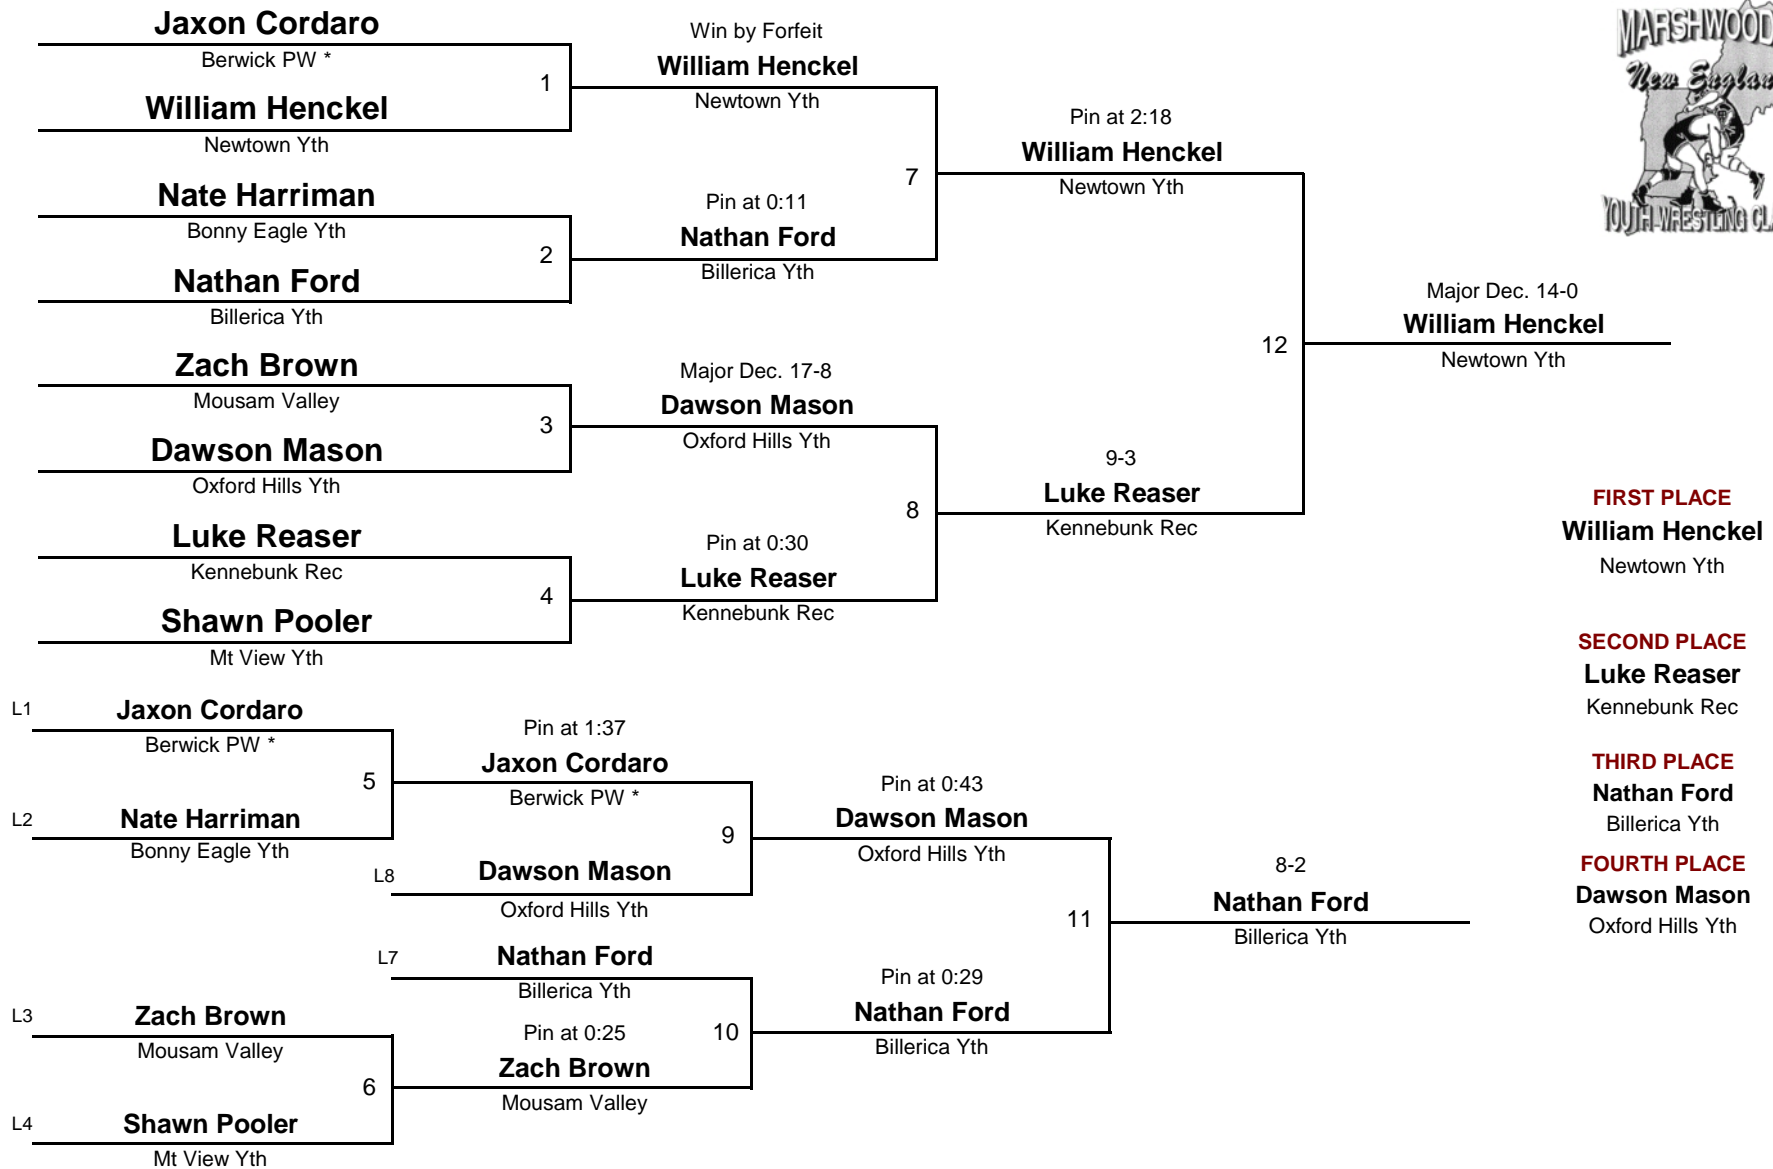 Jaxon Cordaro
Berwick PW *
1
William Henckel
Newtown Yth
Nate Harriman
Bonny Eagle Yth
2
Nathan Ford
Billerica Yth
Zach Brown
Mousam Valley
3
Dawson Mason
Oxford Hills Yth
Luke Reaser
Kennebunk Rec
4
Shawn Pooler
Mt View Yth
Win by Forfeit
William Henckel
Newtown Yth
7
Pin at 0:11
Nathan Ford
Billerica Yth
Major Dec. 17-8
Dawson Mason
Oxford Hills Yth
8
Pin at 0:30
Luke Reaser
Kennebunk Rec
Pin at 2:18
William Henckel
Newtown Yth
12
9-3
Luke Reaser
Kennebunk Rec
Major Dec. 14-0
William Henckel
Newtown Yth
MARSHWOOD
New England
YOUTH WRESTLING
FIRST PLACE
William Henckel
Newtown Yth
SECOND PLACE
Luke Reaser
Kennebunk Rec
THIRD PLACE
Nathan Ford
Billerica Yth
FOURTH PLACE
Dawson Mason
Oxford Hills Yth
L1
Jaxon Cordaro
Berwick PW *
5
L2
Nate Harriman
Bonny Eagle Yth
L3
Zach Brown
Mousam Valley
6
L4
Shawn Pooler
Mt View Yth
Pin at 1:37
Jaxon Cordaro
Berwick PW *
9
L8
Dawson Mason
Oxford Hills Yth
L7
Nathan Ford
Billerica Yth
10
Pin at 0:25
Zach Brown
Mousam Valley
Pin at 0:43
Dawson Mason
Oxford Hills Yth
11
Pin at 0:29
Nathan Ford
Billerica Yth
8-2
Nathan Ford
Billerica Yth